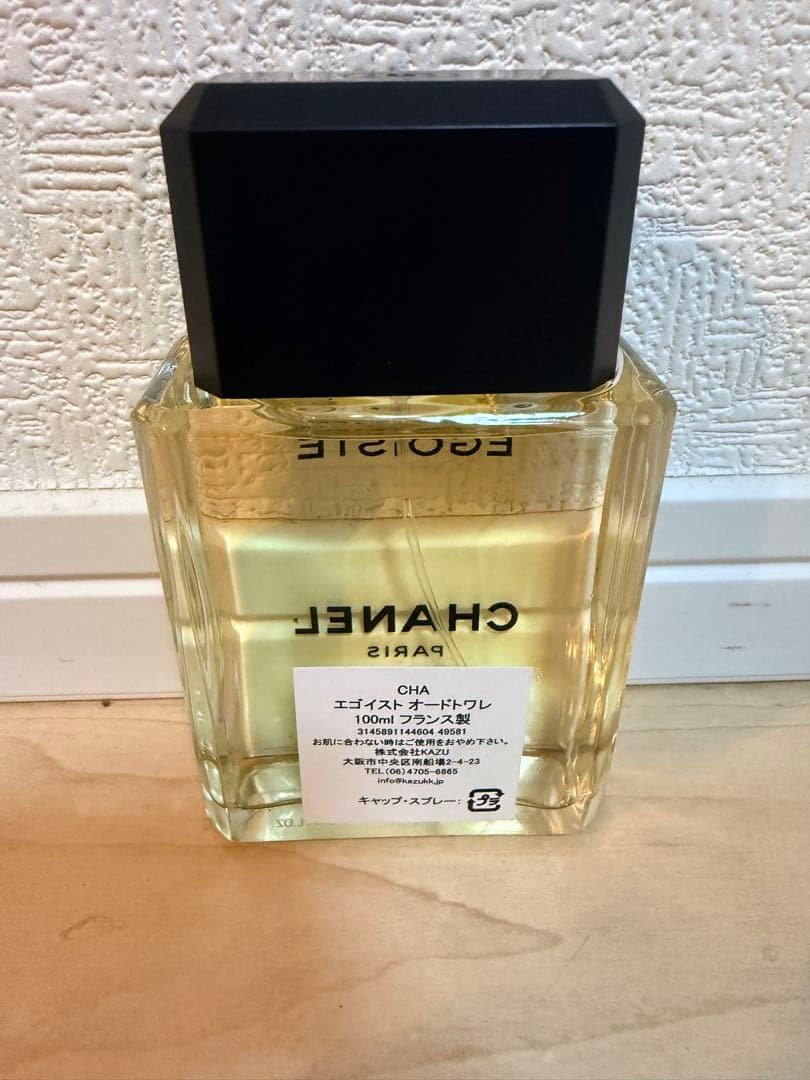 EGOISTE
CHANEL
PARIS
CHA
エゴイスト オードトワレ
100ml フランス製
3145891144604 49581
お肌に合わない時はご使用をおやめ下さい。
株式会社KAZU
大阪市中央区南船場2-4-23
TEL(06)4705-6865
info@kazukk.jp
キャップ・スプレー: プラ